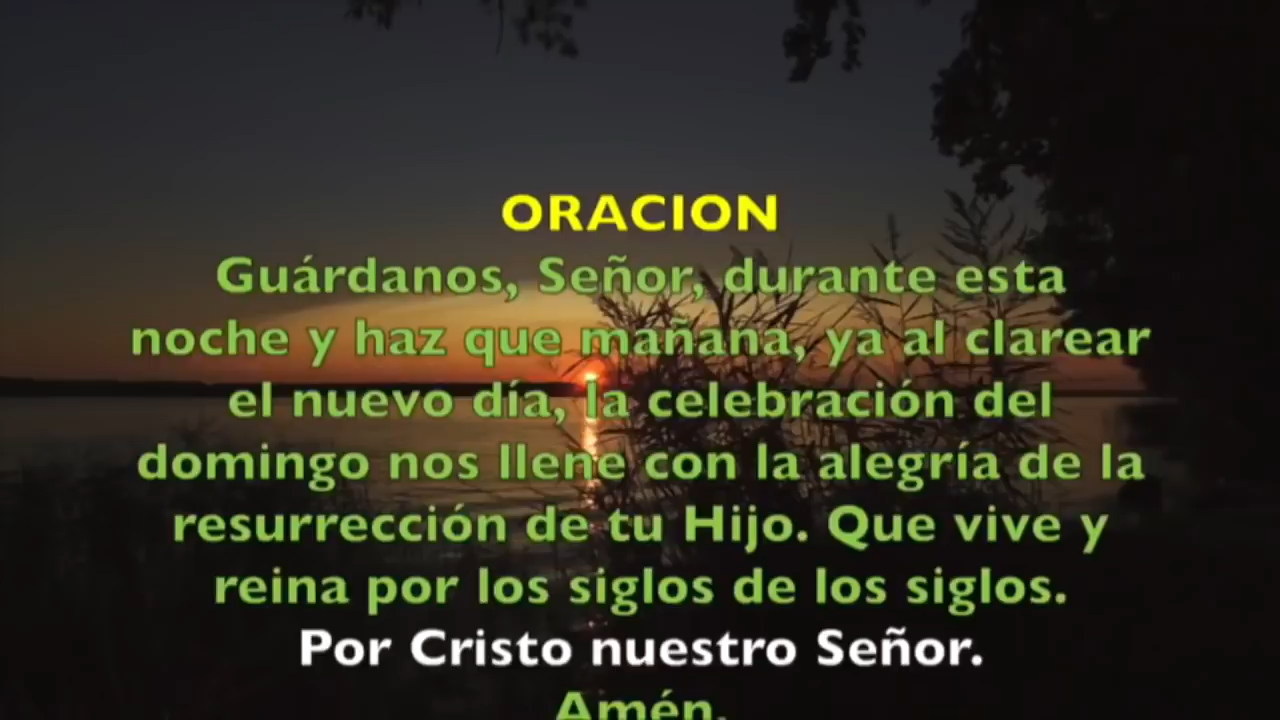 ORACION
Guárdanos, Señor, durante esta
noche y haz que mañana, ya al clarear
el nuevo día, la celebración del
domingo nos llene con la alegría de la
resurrección de tu Hijo. Que vive y
reina por los siglos de los siglos.
Por Cristo nuestro Señor.
Amén.